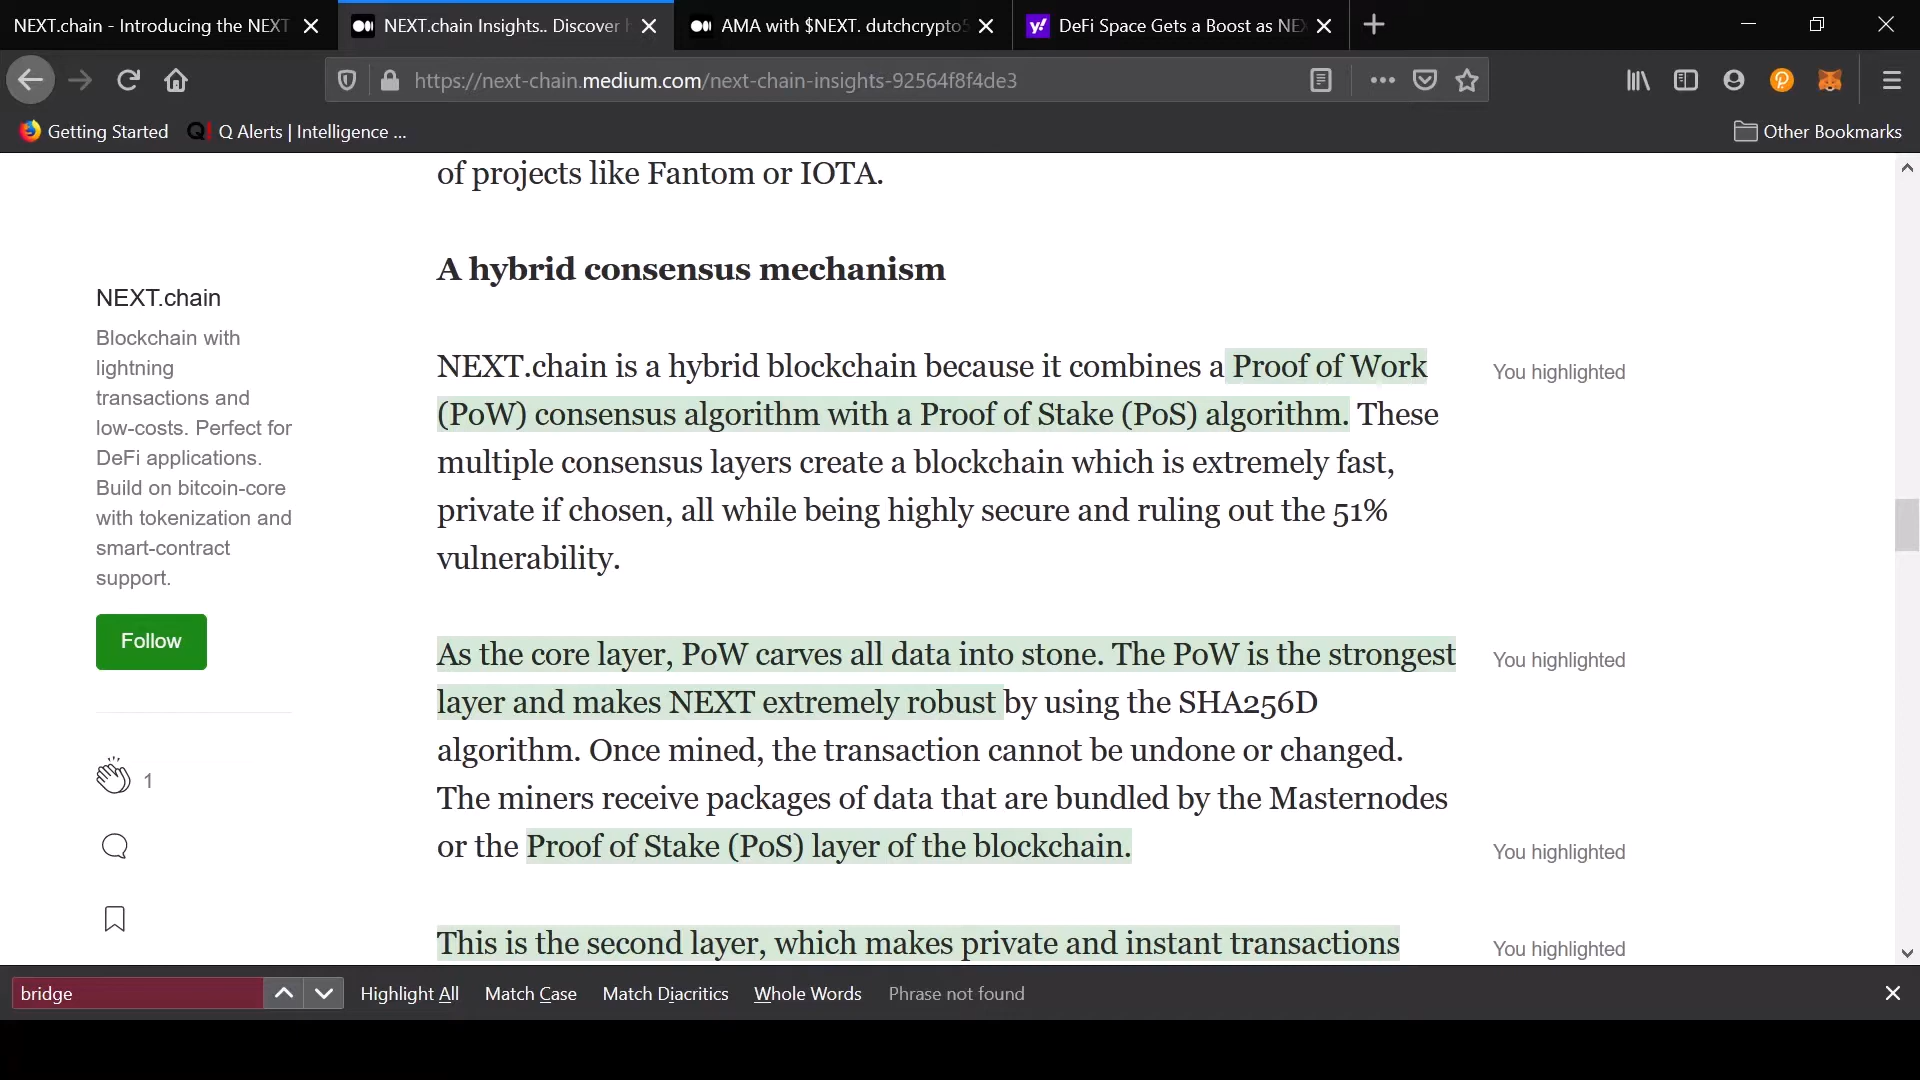 NEXT.chain - Introducing the NEXT
NEXT.chain Insights.. Discover
AMA with $NEXT. dutchcrypto
DeFi Space Gets a Boost as NE
https://next-chain.medium.com/next-chain-insights-92564f8f4de3
Getting Started
Q Alerts | Intelligence ...
Other Bookmarks
of projects like Fantom or IOTA.
A hybrid consensus mechanism
NEXT.chain
Blockchain with
lightning
transactions and
low-costs. Perfect for
DeFi applications.
Build on bitcoin-core
with tokenization and
smart-contract
support.
Follow
1
NEXT.chain is a hybrid blockchain because it combines a Proof of Work
You highlighted
(PoW) consensus algorithm with a Proof of Stake (PoS) algorithm. These
multiple consensus layers create a blockchain which is extremely fast,
private if chosen, all while being highly secure and ruling out the 51%
vulnerability.
As the core layer, PoW carves all data into stone. The PoW is the strongest
You highlighted
layer and makes NEXT extremely robust by using the SHA256D
algorithm. Once mined, the transaction cannot be undone or changed.
The miners receive packages of data that are bundled by the Masternodes
or the Proof of Stake (PoS) layer of the blockchain.
You highlighted
This is the second layer, which makes private and instant transactions
You highlighted
bridge
Highlight All
Match Case
Match Diacritics
Whole Words
Phrase not found